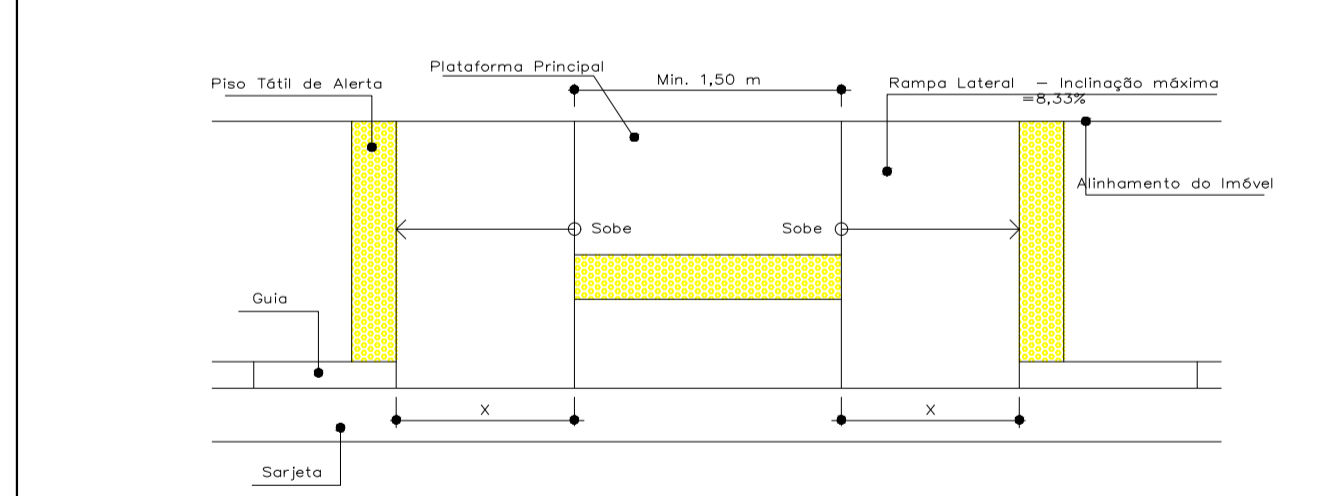 Plataforma Principal
Min. 1,50 m
Piso Tátil de Alerta
Rampa Lateral – Inclinação máxima
=8,33%
Alinhamento do Imóvel
Sobe
Sobe
Guia
X
X
Sarjeta